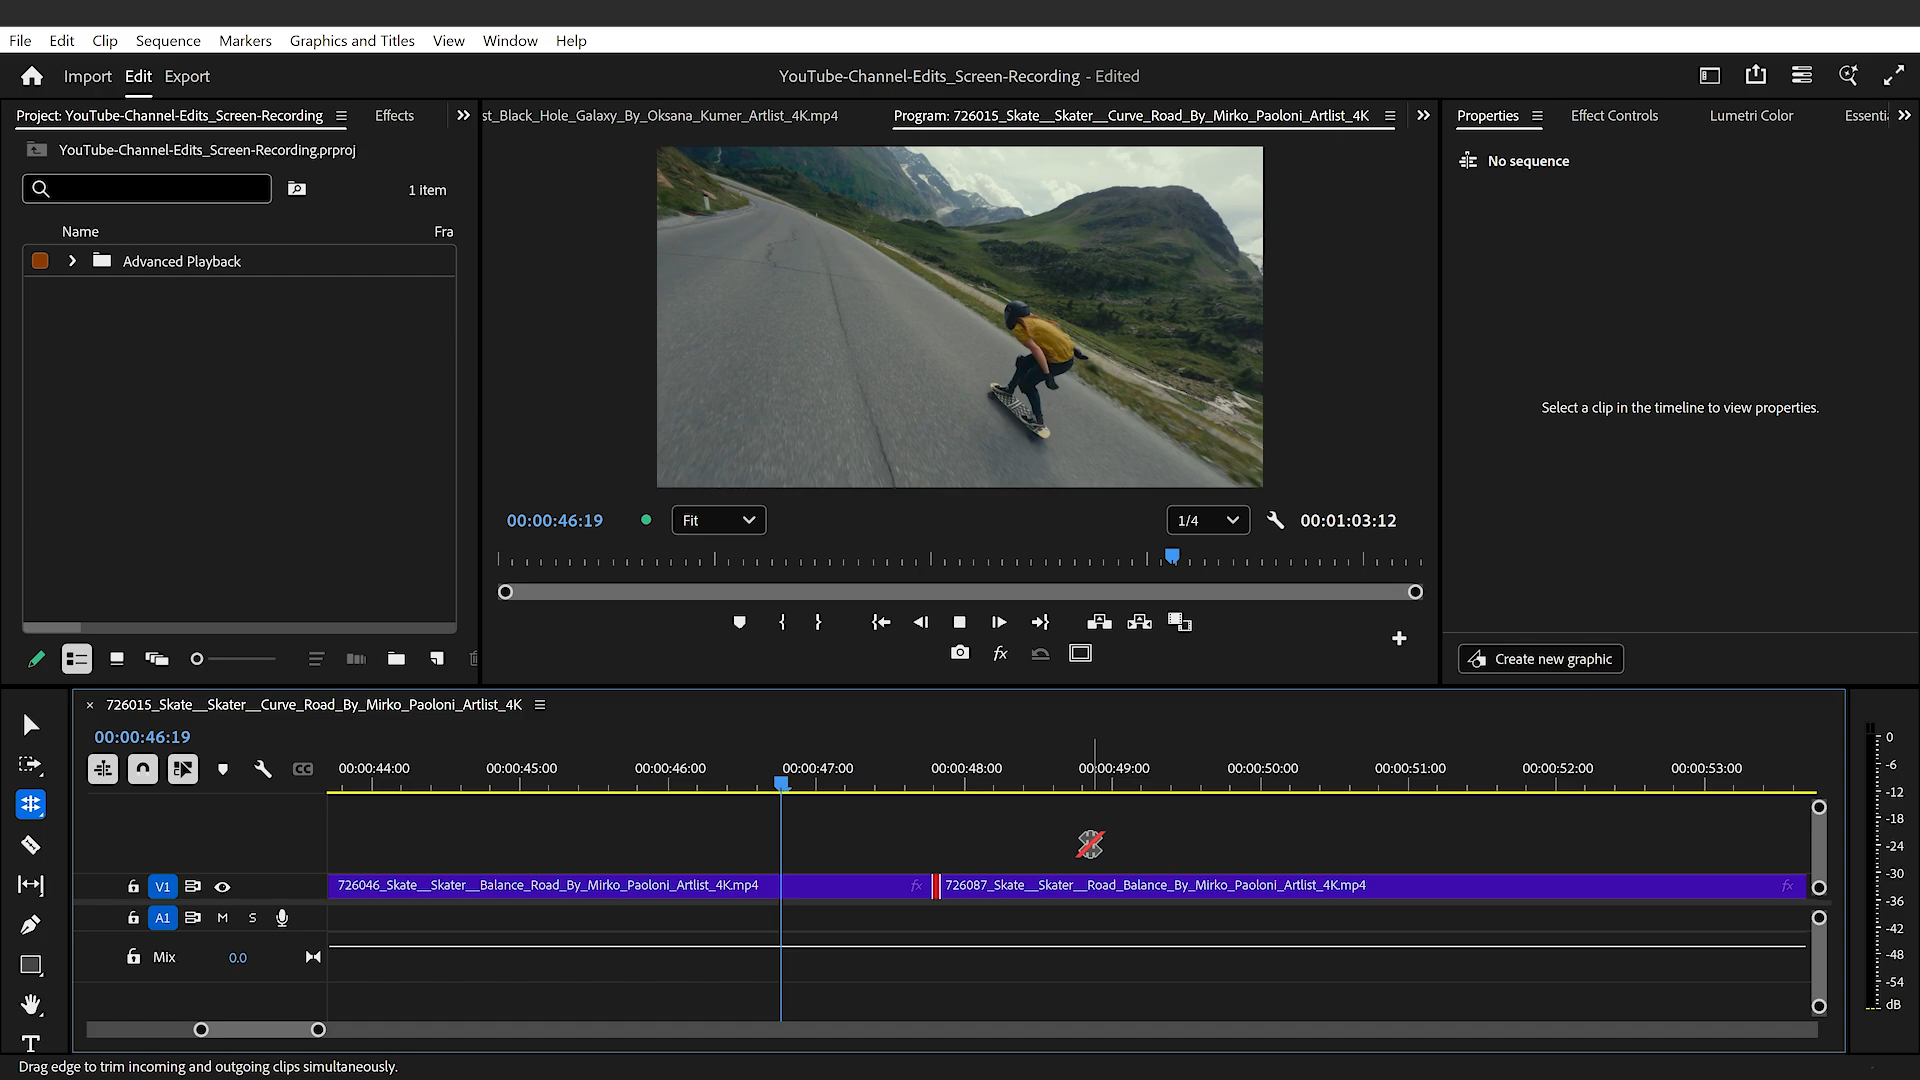 File Edit Clip Sequence Markers Graphics and Titles View Window Help
Import Edit Export
YouTube-Channel-Edits_Screen-Recording - Edited
Project: YouTube-Channel-Edits_Screen-Recording
Effects
YouTube-Channel-Edits_Screen-Recording.prproj
1 item
Name
Fra
Advanced Playback
st_Black_Hole_Galaxy_By_Oksana_Kumer_Artlist_4K.mp4
Program: 726015_Skate__Skater__Curve_Road_By_Mirko_Paoloni_Artlist_4K
00:00:46:19
Fit
1/4
00:01:03:12
fx
Properties
Effect Controls
Lumetri Color
Essentia
No sequence
Select a clip in the timeline to view properties.
Create new graphic
726015_Skate__Skater__Curve_Road_By_Mirko_Paoloni_Artlist_4K
00:00:46:19
CC
00:00:44:00 00:00:45:00 00:00:46:00 00:00:47:00 00:00:48:00 00:00:49:00 00:00:50:00 00:00:51:00 00:00:52:00 00:00:53:00
V1
726046_Skate__Skater__Balance_Road_By_Mirko_Paoloni_Artlist_4K.mp4 fx
726087_Skate__Skater__Road_Balance_By_Mirko_Paoloni_Artlist_4K.mp4 fx
A1 M S
Mix 0.0
T
0
-6
-12
-18
-24
-30
-36
-42
-48
-54
dB
Drag edge to trim incoming and outgoing clips simultaneously.